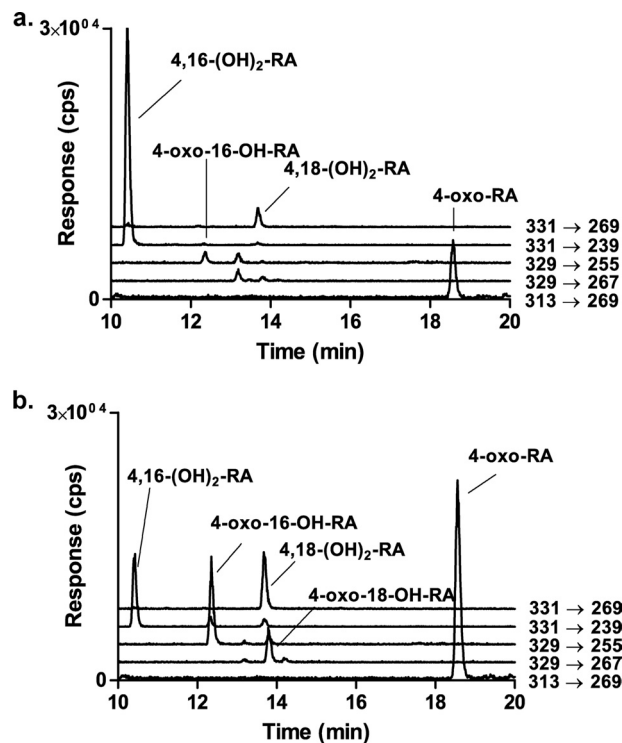 a.
3×10⁰⁴
4,16-(OH)₂-RA
4-oxo-16-OH-RA
4,18-(OH)₂-RA
4-oxo-RA
Response (cps)
331 → 269
331 → 239
329 → 255
329 → 267
313 → 269
0
10 12 14 16 18 20
Time (min)
b.
3×10⁰⁴
4-oxo-RA
4,16-(OH)₂-RA
4-oxo-16-OH-RA
4,18-(OH)₂-RA
4-oxo-18-OH-RA
Response (cps)
331 → 269
331 → 239
329 → 255
329 → 267
313 → 269
0
10 12 14 16 18 20
Time (min)